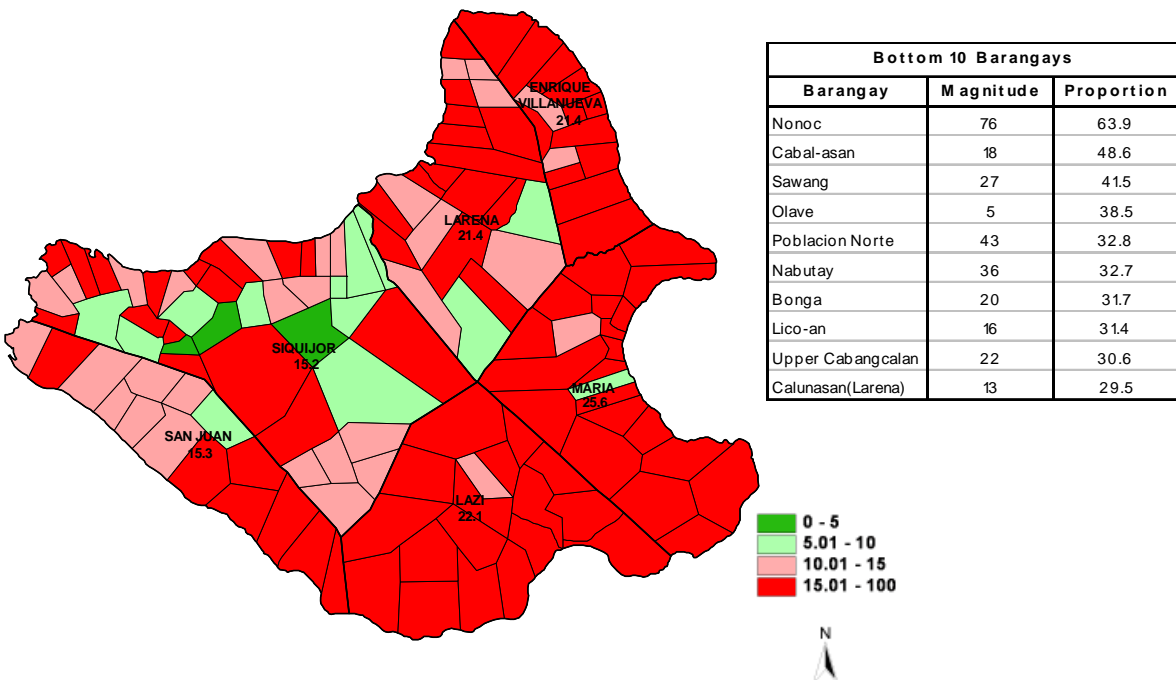 ENRIQUE
VILLANUEVA
21.4
LARENA
21.4
SIQUIJOR
15.2
MARIA
25.6
SAN JUAN
15.3
LAZI
22.1
Bottom 10 Barangays
Barangay Magnitude Proportion
Nonoc 76 63.9
Cabal-asan 18 48.6
Sawang 27 41.5
Olave 5 38.5
Poblacion Norte 43 32.8
Nabutay 36 32.7
Bonga 20 31.7
Lico-an 16 31.4
Upper Cabangcalan 22 30.6
Calunasan(Larena) 13 29.5
0 - 5
5.01 - 10
10.01 - 15
15.01 - 100
N